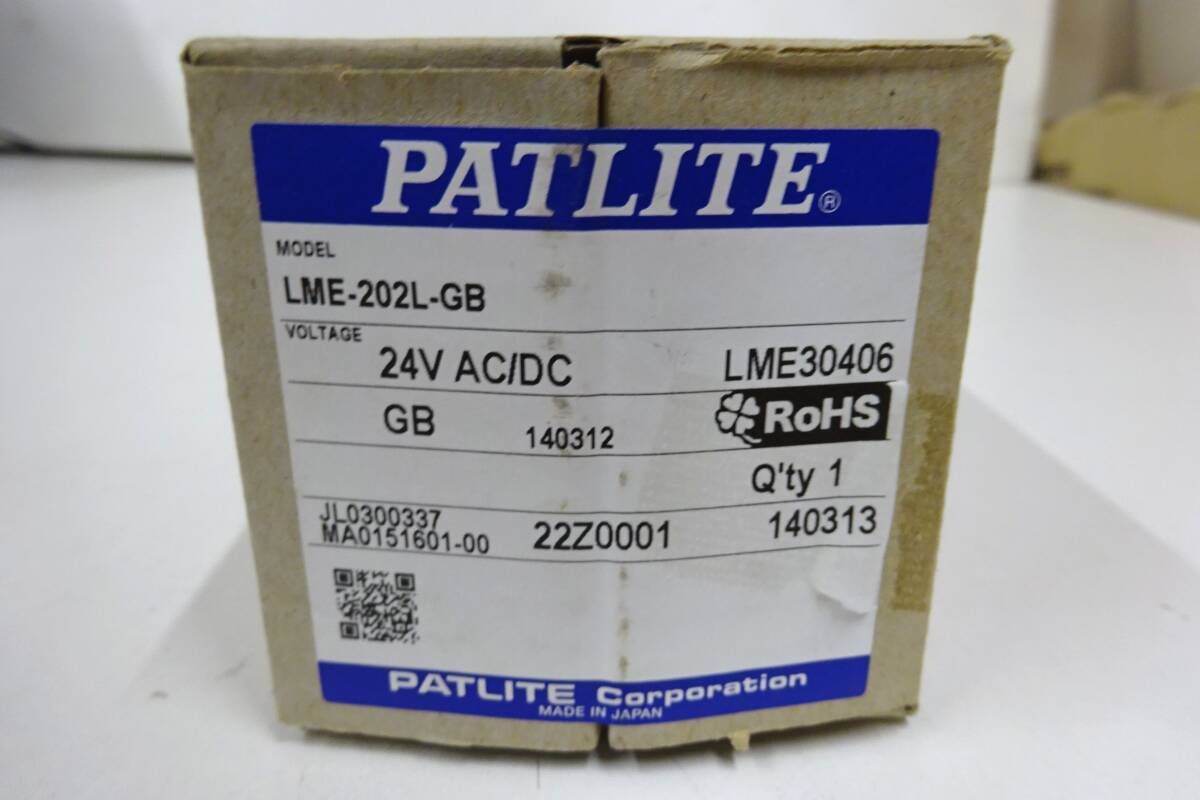 PATLITE®
MODEL
LME-202L-GB
VOLTAGE
24V AC/DC LME30406
GB 140312 RoHS
Q'ty 1
JL0300337
MA0151601-00 22Z0001 140313
PATLITE Corporation
MADE IN JAPAN